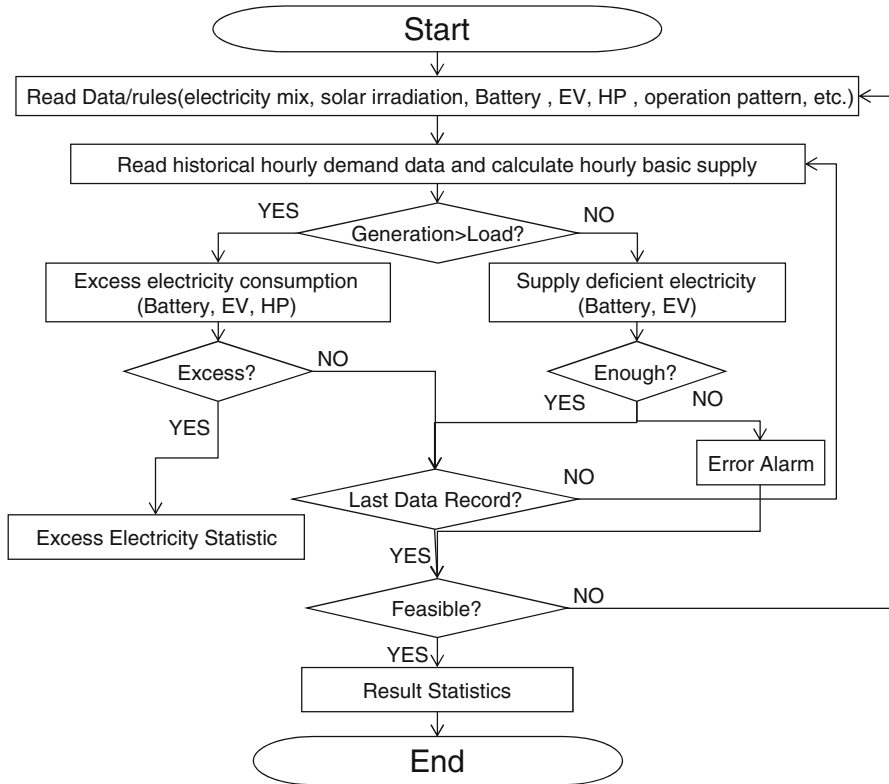 Start
Read Data/rules(electricity mix, solar irradiation, Battery , EV, HP , operation pattern, etc.)
Read historical hourly demand data and calculate hourly basic supply
YES
Generation>Load?
NO
Excess electricity consumption
(Battery, EV, HP)
Supply deficient electricity
(Battery, EV)
Excess?
NO
Enough?
YES
YES
NO
Error Alarm
Last Data Record?
NO
Excess Electricity Statistic
YES
Feasible?
NO
YES
Result Statistics
End